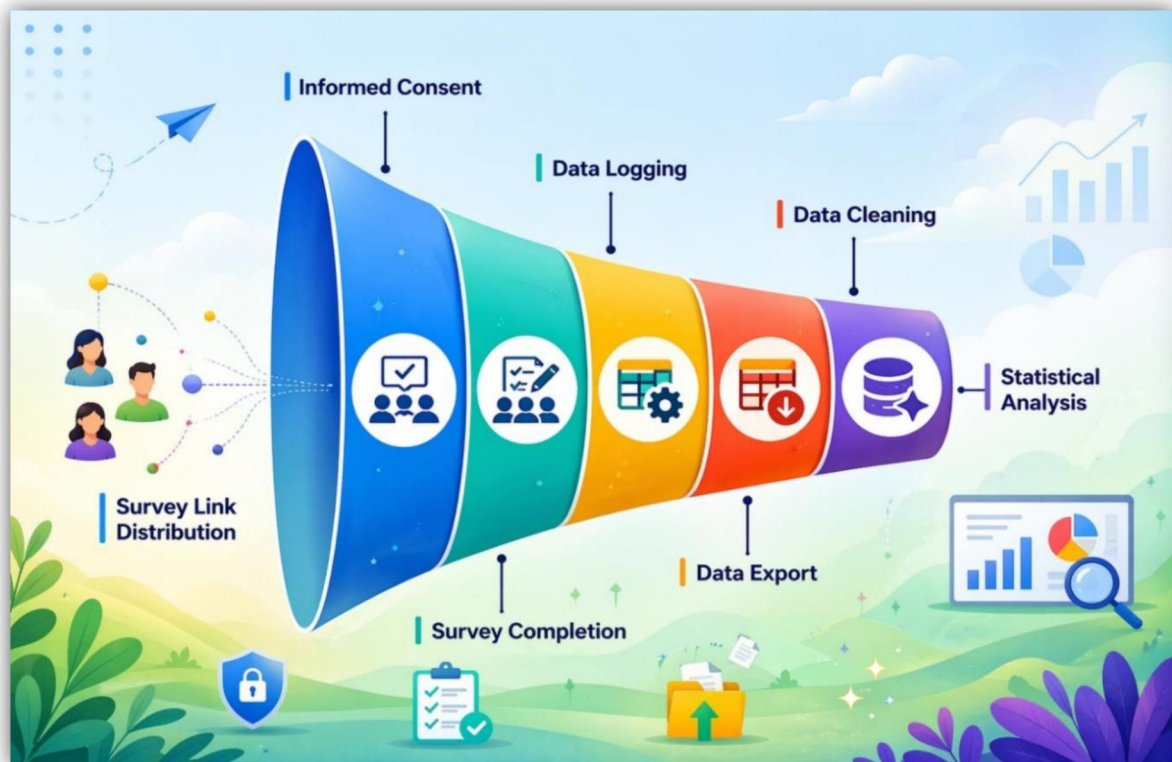 Informed Consent
Data Logging
Data Cleaning
Statistical
Analysis
Survey Link
Distribution
Data Export
Survey Completion